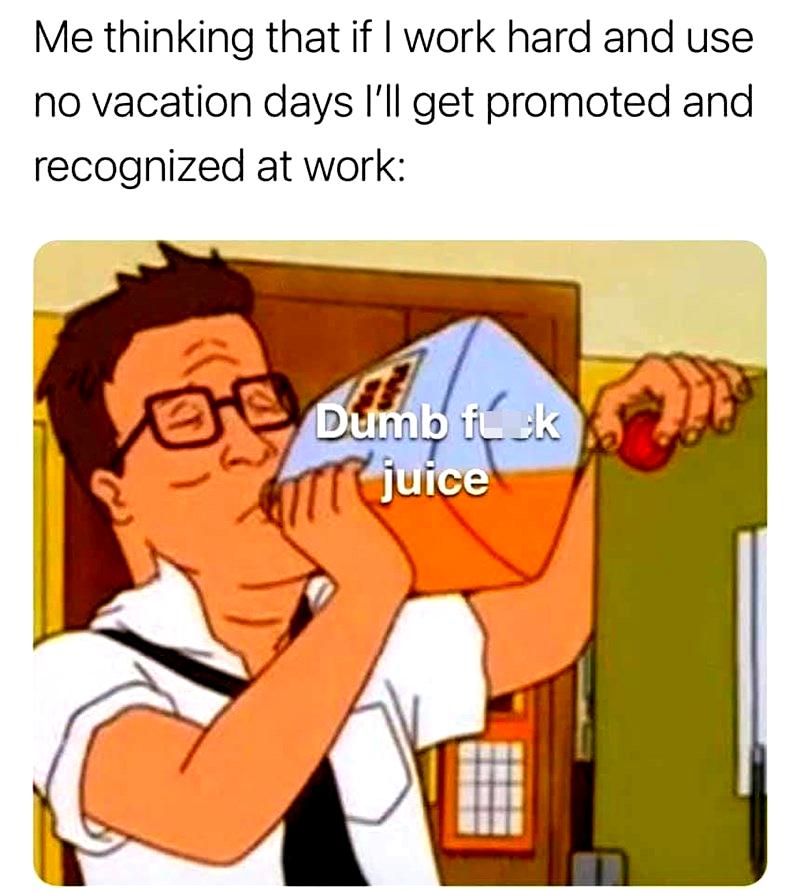 Me thinking that if I work hard and use
no vacation days I’ll get promoted and
recognized at work:
Dumb
juice